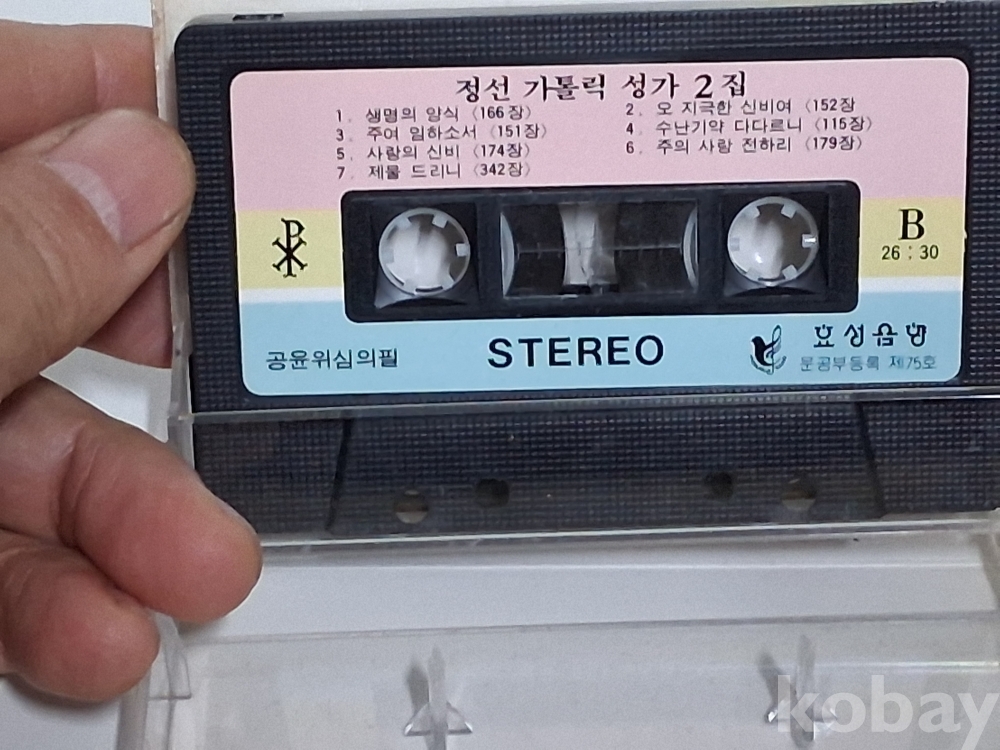 정선 가톨릭 성가 2집
1. 생명의 양식 〈166장〉
2. 오 지극한 신비여 〈152장
3. 주여 임하소서 〈151장〉
4. 수난기약 다다르니 〈115장〉
5. 사랑의 신비 〈174장〉
6. 주의 사랑 전하리 〈179장〉
7. 제물 드리니 〈342장〉
B
26 : 30
공윤위심의필
STEREO
효성음향
문공부등록 제75호
kobay